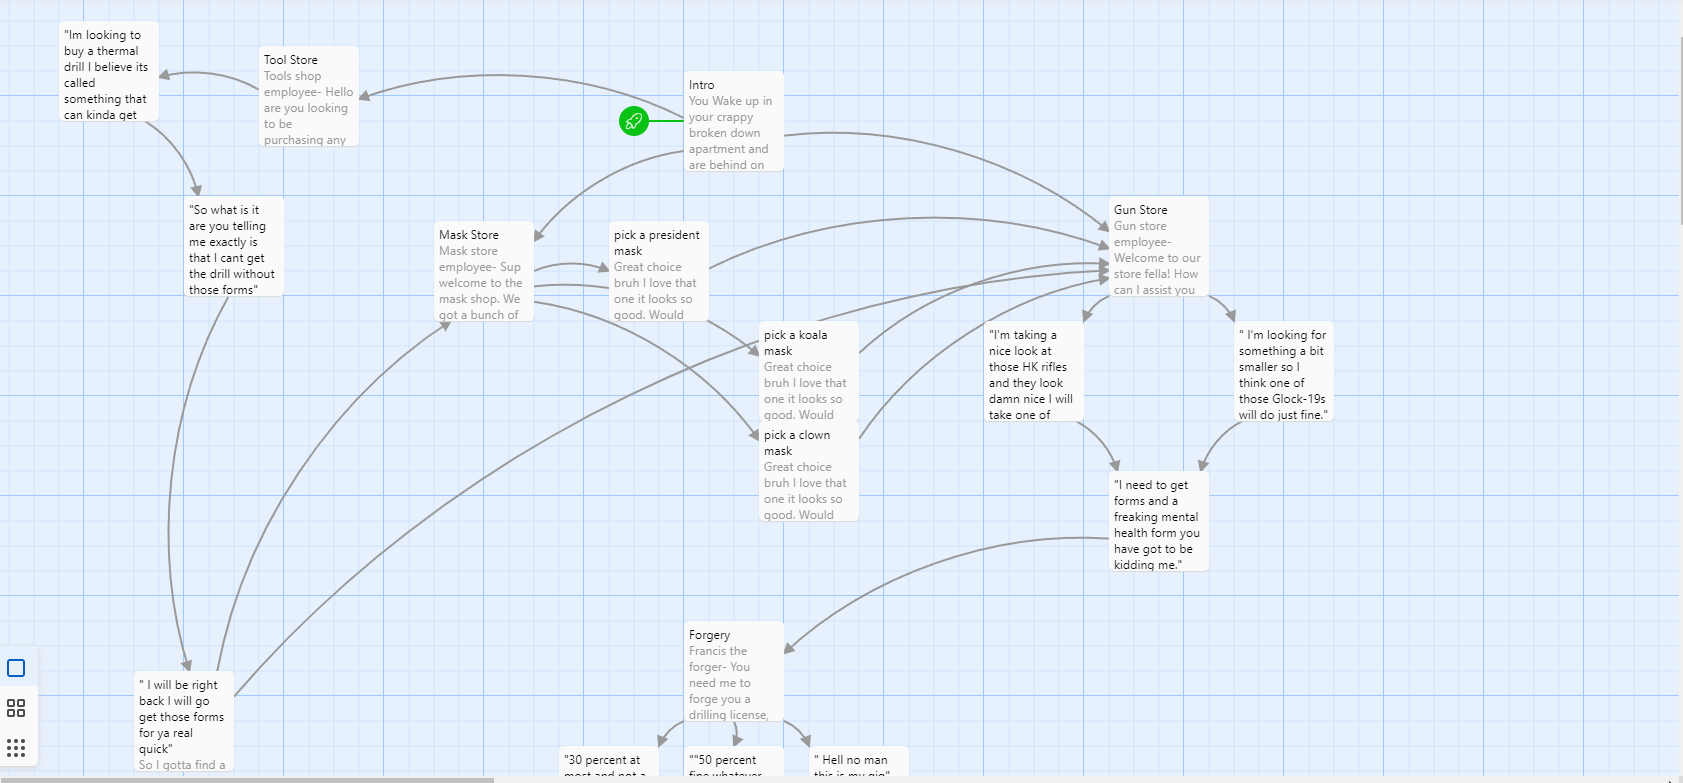 "Im looking to
buy a thermal
drill I believe its
called
something that
can kinda get
Tool Store
Tools shop
employee- Hello
are you looking
to be
purchasing any
Intro
You Wake up in
your crappy
broken down
apartment and
are behind on
"So what is it
are you telling
me exactly is
that I cant get
the drill without
those forms"
Mask Store
Mask store
employee- Sup
welcome to the
mask shop. We
got a bunch of
pick a president
mask
Great choice
bruh I love that
one it looks so
good. Would
Gun Store
Gun store
employee-
Welcome to our
store fella! How
can I assist you
pick a koala
mask
Great choice
bruh I love that
one it looks so
good. Would
"I'm taking a
nice look at
those HK rifles
and they look
damn nice I will
take one of
" I'm looking for
something a bit
smaller so I
think one of
those Glock-19s
will do just fine."
pick a clown
mask
Great choice
bruh I love that
one it looks so
good. Would
"I need to get
forms and a
freaking mental
health form you
have got to be
kidding me."
Forgery
Francis the
forger- You
need me to
forge you a
drilling license,
" I will be right
back I will go
get those forms
for ya real
quick"
So I gotta find a
"30 percent at
most and not a
""50 percent
fine whatever
" Hell no man
this is my gig"